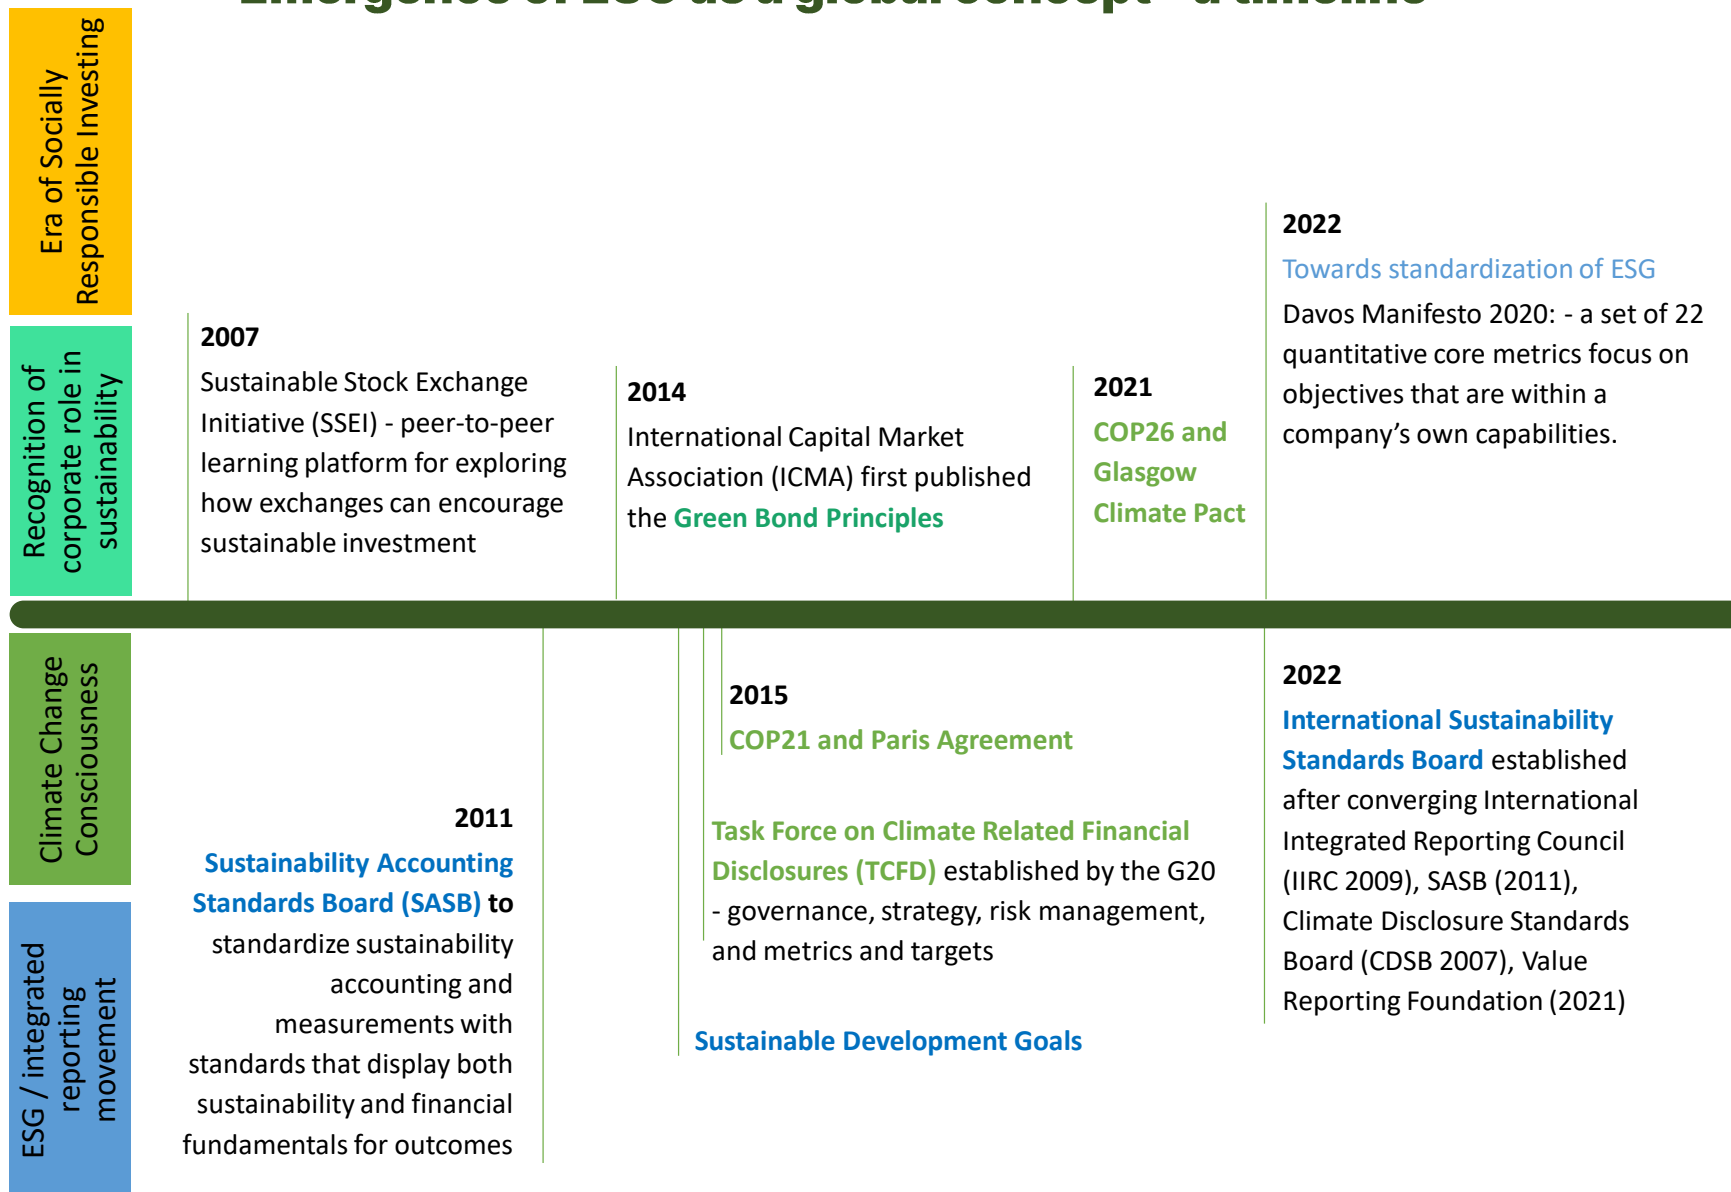 Emergence of ESG as a global concept - a timeline
Era of Socially
Responsible Investing
Recognition of
corporate role in
sustainability
Climate Change
Consciousness
ESG / integrated
reporting
movement
2007
Sustainable Stock Exchange
Initiative (SSEI) - peer-to-peer
learning platform for exploring
how exchanges can encourage
sustainable investment
2014
International Capital Market
Association (ICMA) first published
the Green Bond Principles
2021
COP26 and
Glasgow
Climate Pact
2022
Towards standardization of ESG
Davos Manifesto 2020: - a set of 22
quantitative core metrics focus on
objectives that are within a
company's own capabilities.
2011
Sustainability Accounting
Standards Board (SASB) to
standardize sustainability
accounting and
measurements with
standards that display both
sustainability and financial
fundamentals for outcomes
2015
COP21 and Paris Agreement
Task Force on Climate Related Financial
Disclosures (TCFD) established by the G20
- governance, strategy, risk management,
and metrics and targets
Sustainable Development Goals
2022
International Sustainability
Standards Board established
after converging International
Integrated Reporting Council
(IIRC 2009), SASB (2011),
Climate Disclosure Standards
Board (CDSB 2007), Value
Reporting Foundation (2021)